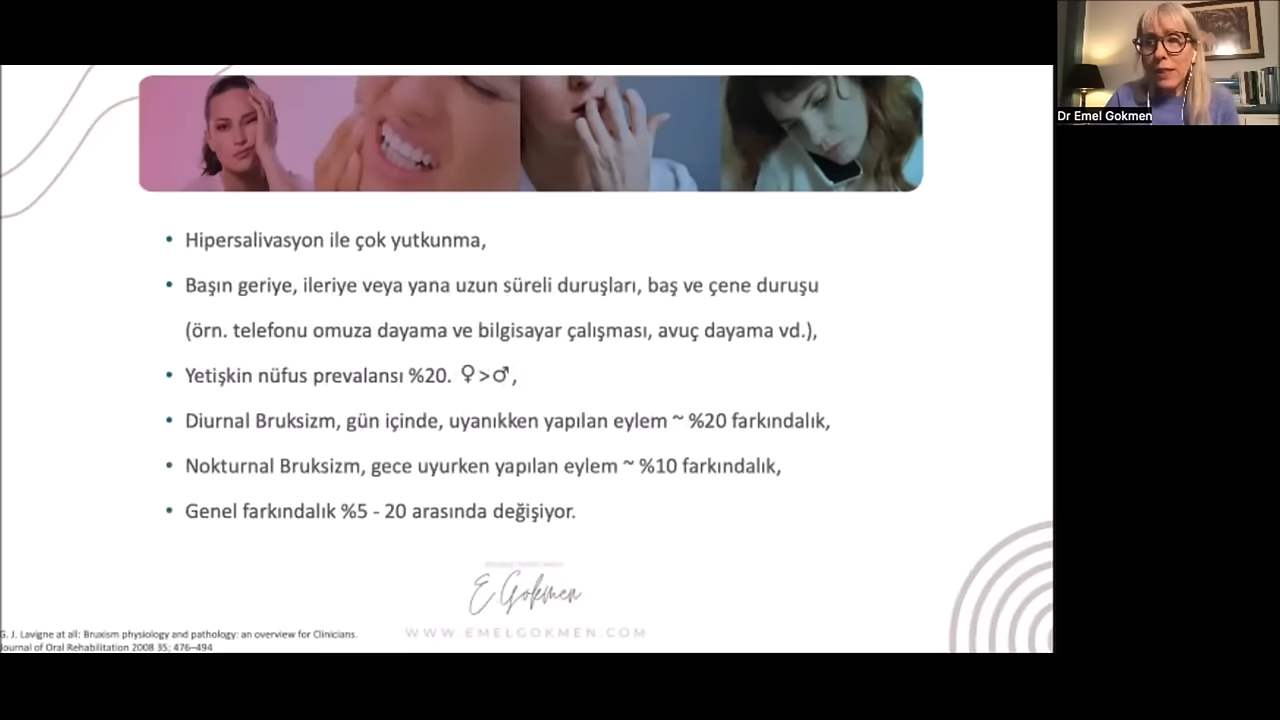 Dr Emel Gokmen
• Hipersalivasyon ile çok yutkunma,
• Başın geriye, ileriye veya yana uzun süreli duruşları, baş ve çene duruşu
(örn. telefonu omuza dayama ve bilgisayar çalışması, avuç dayama vd.),
• Yetişkin nüfus prevalansı %20. ♀>♂,
• Diurnal Bruksizm, gün içinde, uyanıkken yapılan eylem ~ %20 farkındalık,
• Nokturnal Bruksizm, gece uyurken yapılan eylem ~ %10 farkındalık,
• Genel farkındalık %5 - 20 arasında değişiyor.
E Gokmen
WWW.EMELGOKMEN.COM
G. J. Lavigne at all: Bruxism physiology and pathology: an overview for Clinicians.
Journal of Oral Rehabilitation 2008 35; 476–494